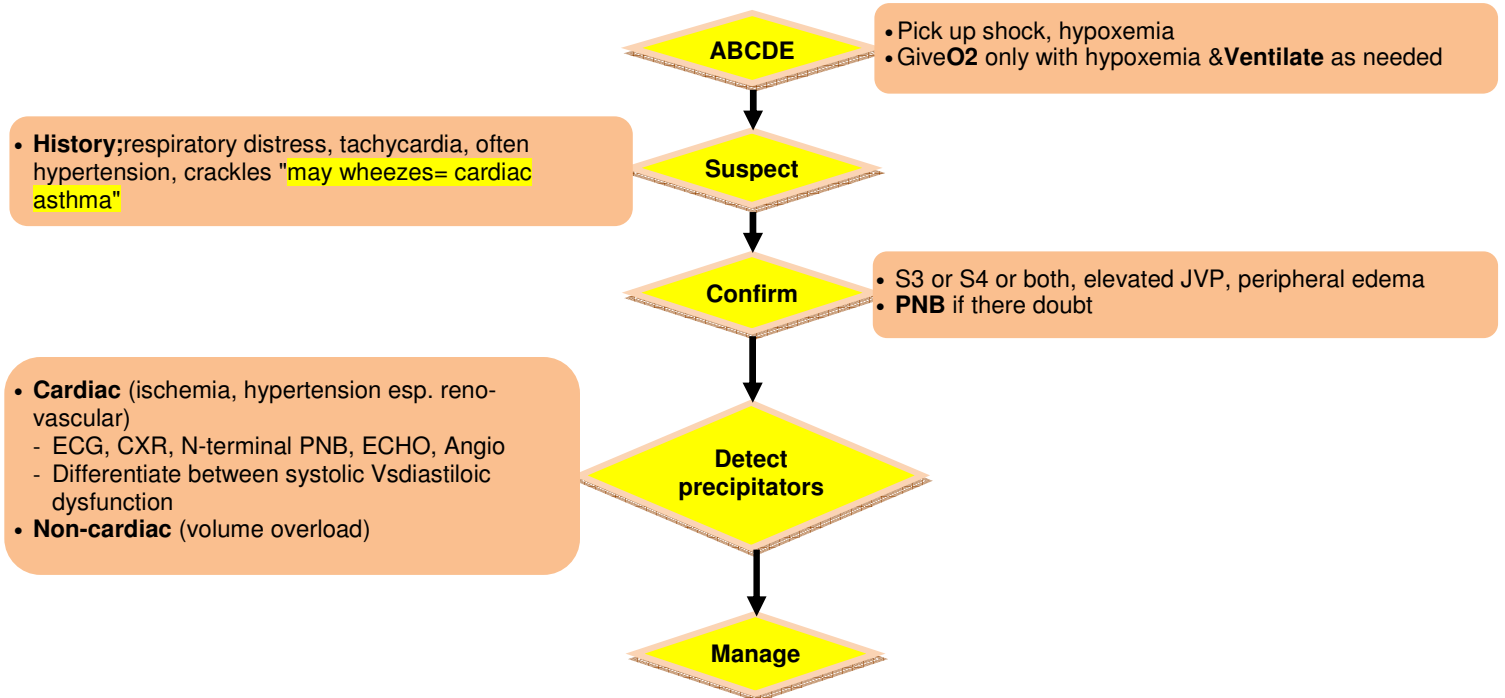 ABCDE
• Pick up shock, hypoxemia
• GiveO2 only with hypoxemia &Ventilate as needed
• History;respiratory distress, tachycardia, often
hypertension, crackles "may wheezes= cardiac
asthma"
Suspect
Confirm
• S3 or S4 or both, elevated JVP, peripheral edema
• PNB if there doubt
• Cardiac (ischemia, hypertension esp. reno-
vascular)
- ECG, CXR, N-terminal PNB, ECHO, Angio
- Differentiate between systolic Vsdiastiloic
dysfunction
• Non-cardiac (volume overload)
Detect
precipitators
Manage